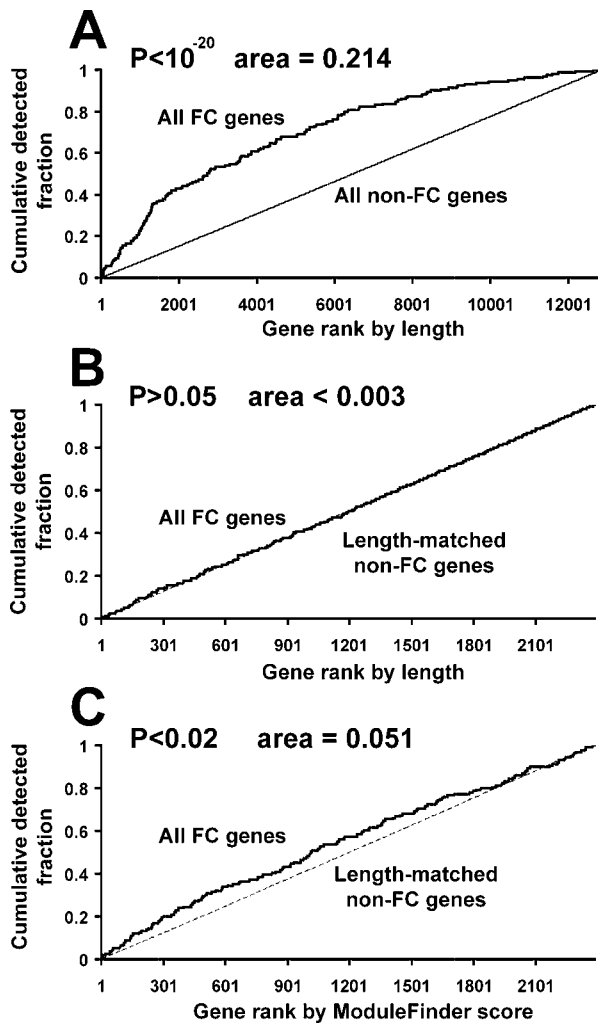 A
P<10^-20 area = 0.214
1
0.8
0.6
0.4
0.2
0
Cumulative detected
fraction
All FC genes
All non-FC genes
1 2001 4001 6001 8001 10001 12001
Gene rank by length
B
P>0.05 area < 0.003
1
0.8
0.6
0.4
0.2
0
Cumulative detected
fraction
All FC genes
Length-matched
non-FC genes
1 301 601 901 1201 1501 1801 2101
Gene rank by length
C
P<0.02 area = 0.051
1
0.8
0.6
0.4
0.2
0
Cumulative detected
fraction
All FC genes
Length-matched
non-FC genes
1 301 601 901 1201 1501 1801 2101
Gene rank by ModuleFinder score